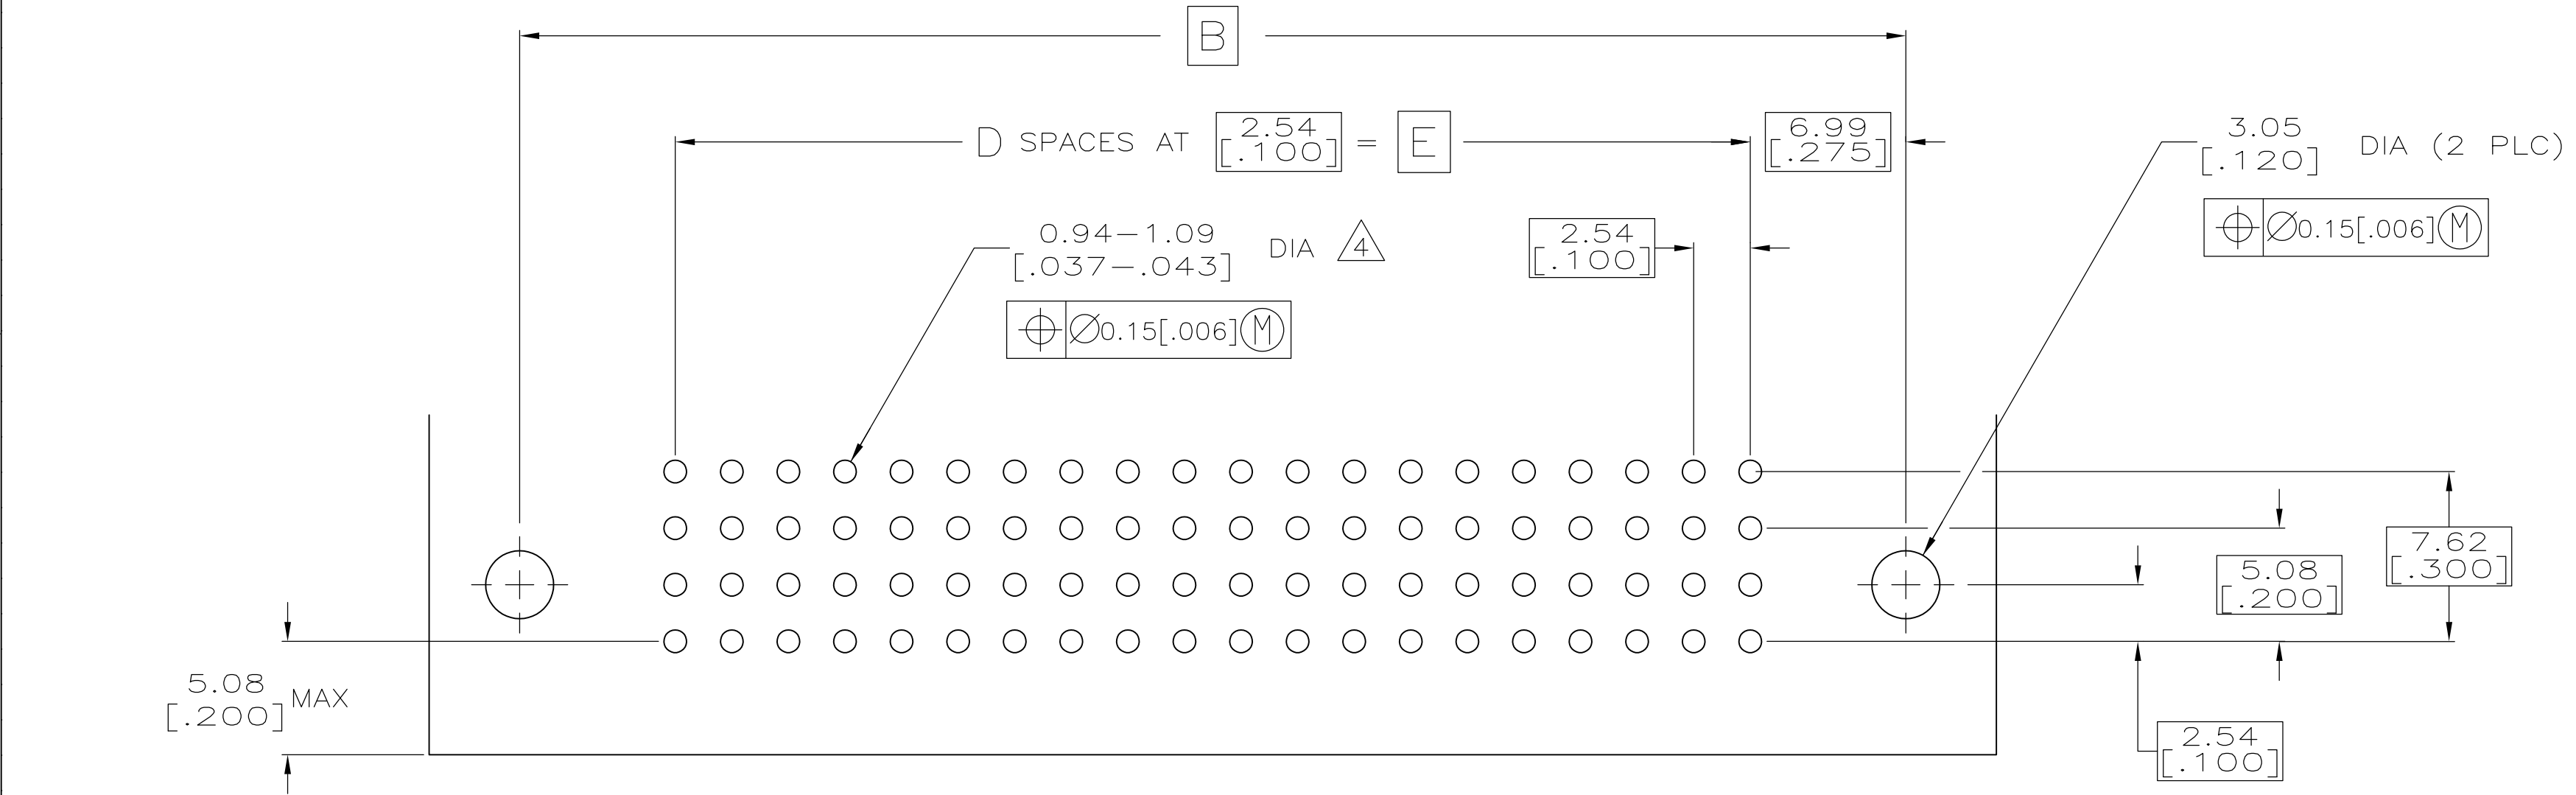 B
D SPACES AT 2.54 [.100] = E
6.99
[.275]
3.05
[.120] DIA (2 PLC)
⌖ Ø0.15[.006]Ⓜ
0.94-1.09
[.037-.043] DIA 4
⌖ Ø0.15[.006]Ⓜ
2.54
[.100]
7.62
[.300]
5.08
[.200]
5.08
[.200] MAX
2.54
[.100]